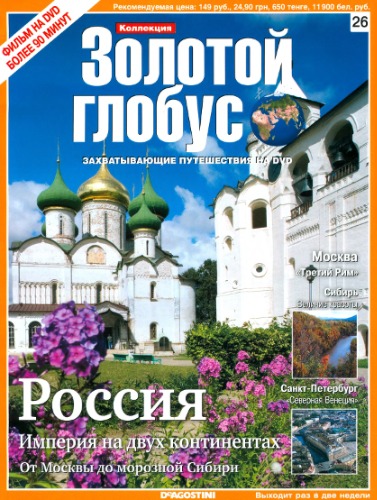 Рекомендуемая цена: 149 руб., 24,90 грн, 650 тенге, 11 900 бел. руб.
ФИЛЬМ НА DVD
БОЛЕЕ 90 МИНУТ
Коллекция
26
Золотой
глобус
ЗАХВАТЫВАЮЩИЕ ПУТЕШЕСТВИЯ НА DVD
Москва
«Третий Рим»
Сибирь
Санкт-Петербург
«Северная Венеция»
Россия
Империя на двух континентах
От Москвы до морозной Сибири
DEAGOSTINI
Выходит раз в две недели